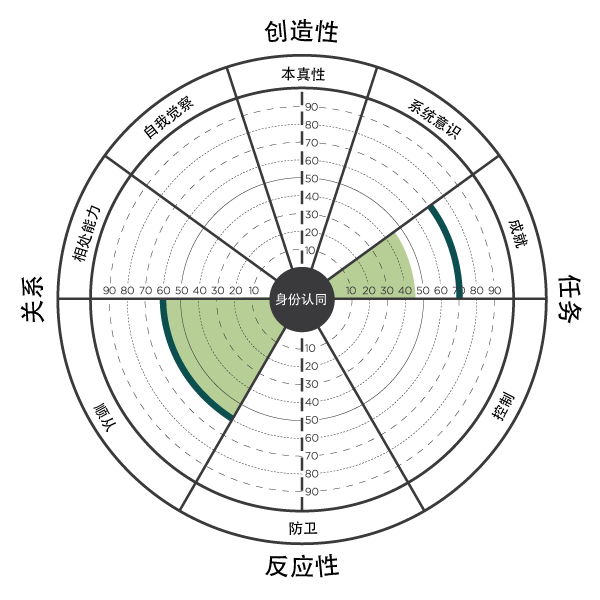 创造性
本真性
自我觉察
系统意识
相处能力
成就
90
80
70
60
50
40
30
20
10
关系
90 80 70 60 50 40 30 20 10
身份认同
10 20 30 40 50 60 70 80 90
任务
10
20
30
40
50
60
70
80
90
顺从
控制
防卫
反应性